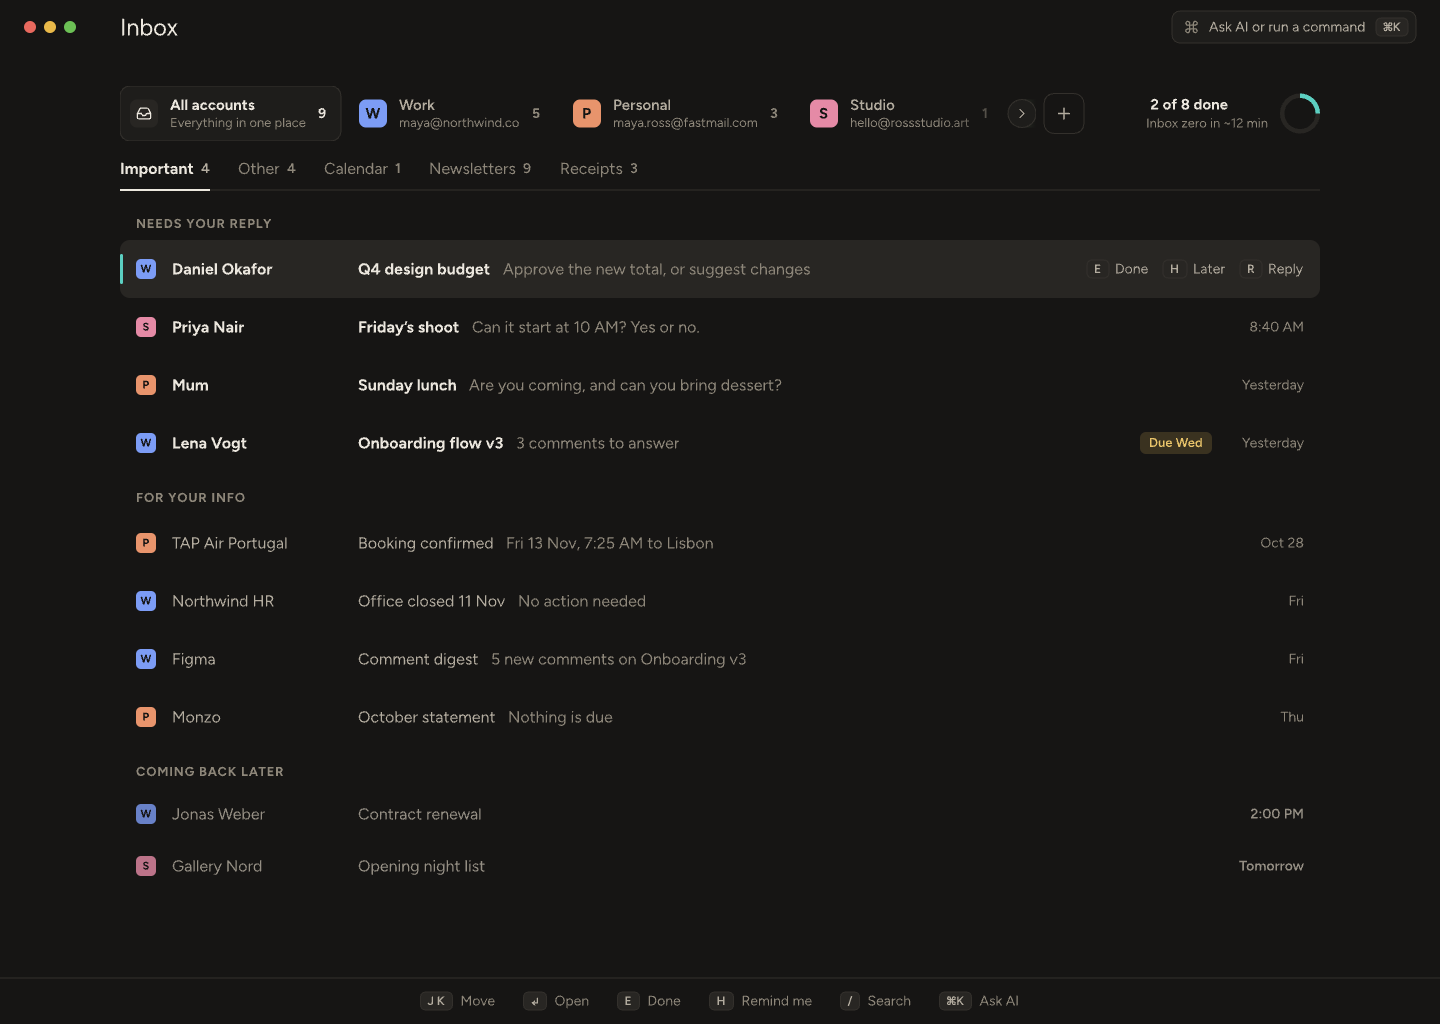 Inbox
⌘ Ask AI or run a command ⌘K
All accounts 9
Everything in one place
W Work 5
maya@northwind.co
P Personal 3
maya.ross@fastmail.com
S Studio 1
hello@rossstudio.art
2 of 8 done
Inbox zero in ~12 min
Important 4 Other 4 Calendar 1 Newsletters 9 Receipts 3
NEEDS YOUR REPLY
W Daniel Okafor Q4 design budget Approve the new total, or suggest changes E Done H Later R Reply
S Priya Nair Friday’s shoot Can it start at 10 AM? Yes or no. 8:40 AM
P Mum Sunday lunch Are you coming, and can you bring dessert? Yesterday
W Lena Vogt Onboarding flow v3 3 comments to answer Due Wed Yesterday
FOR YOUR INFO
P TAP Air Portugal Booking confirmed Fri 13 Nov, 7:25 AM to Lisbon Oct 28
W Northwind HR Office closed 11 Nov No action needed Fri
W Figma Comment digest 5 new comments on Onboarding v3 Fri
P Monzo October statement Nothing is due Thu
COMING BACK LATER
W Jonas Weber Contract renewal 2:00 PM
S Gallery Nord Opening night list Tomorrow
J K Move ↲ Open E Done H Remind me / Search ⌘K Ask AI